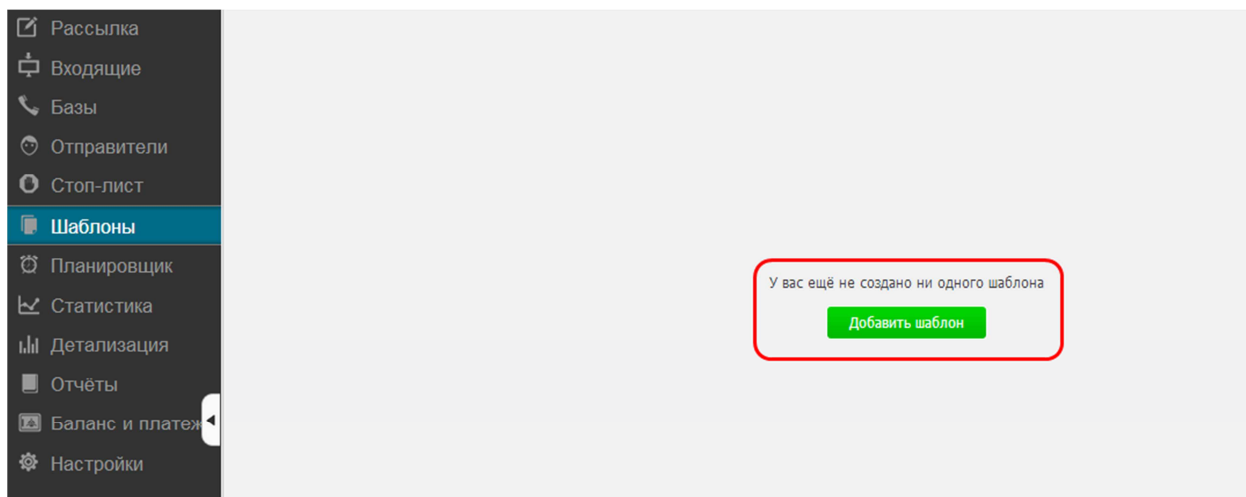 Рассылка
Входящие
Базы
Отправители
Стоп-лист
Шаблоны
Планировщик
Статистика
Детализация
Отчёты
Баланс и платеж
Настройки
У вас ещё не создано ни одного шаблона
Добавить шаблон